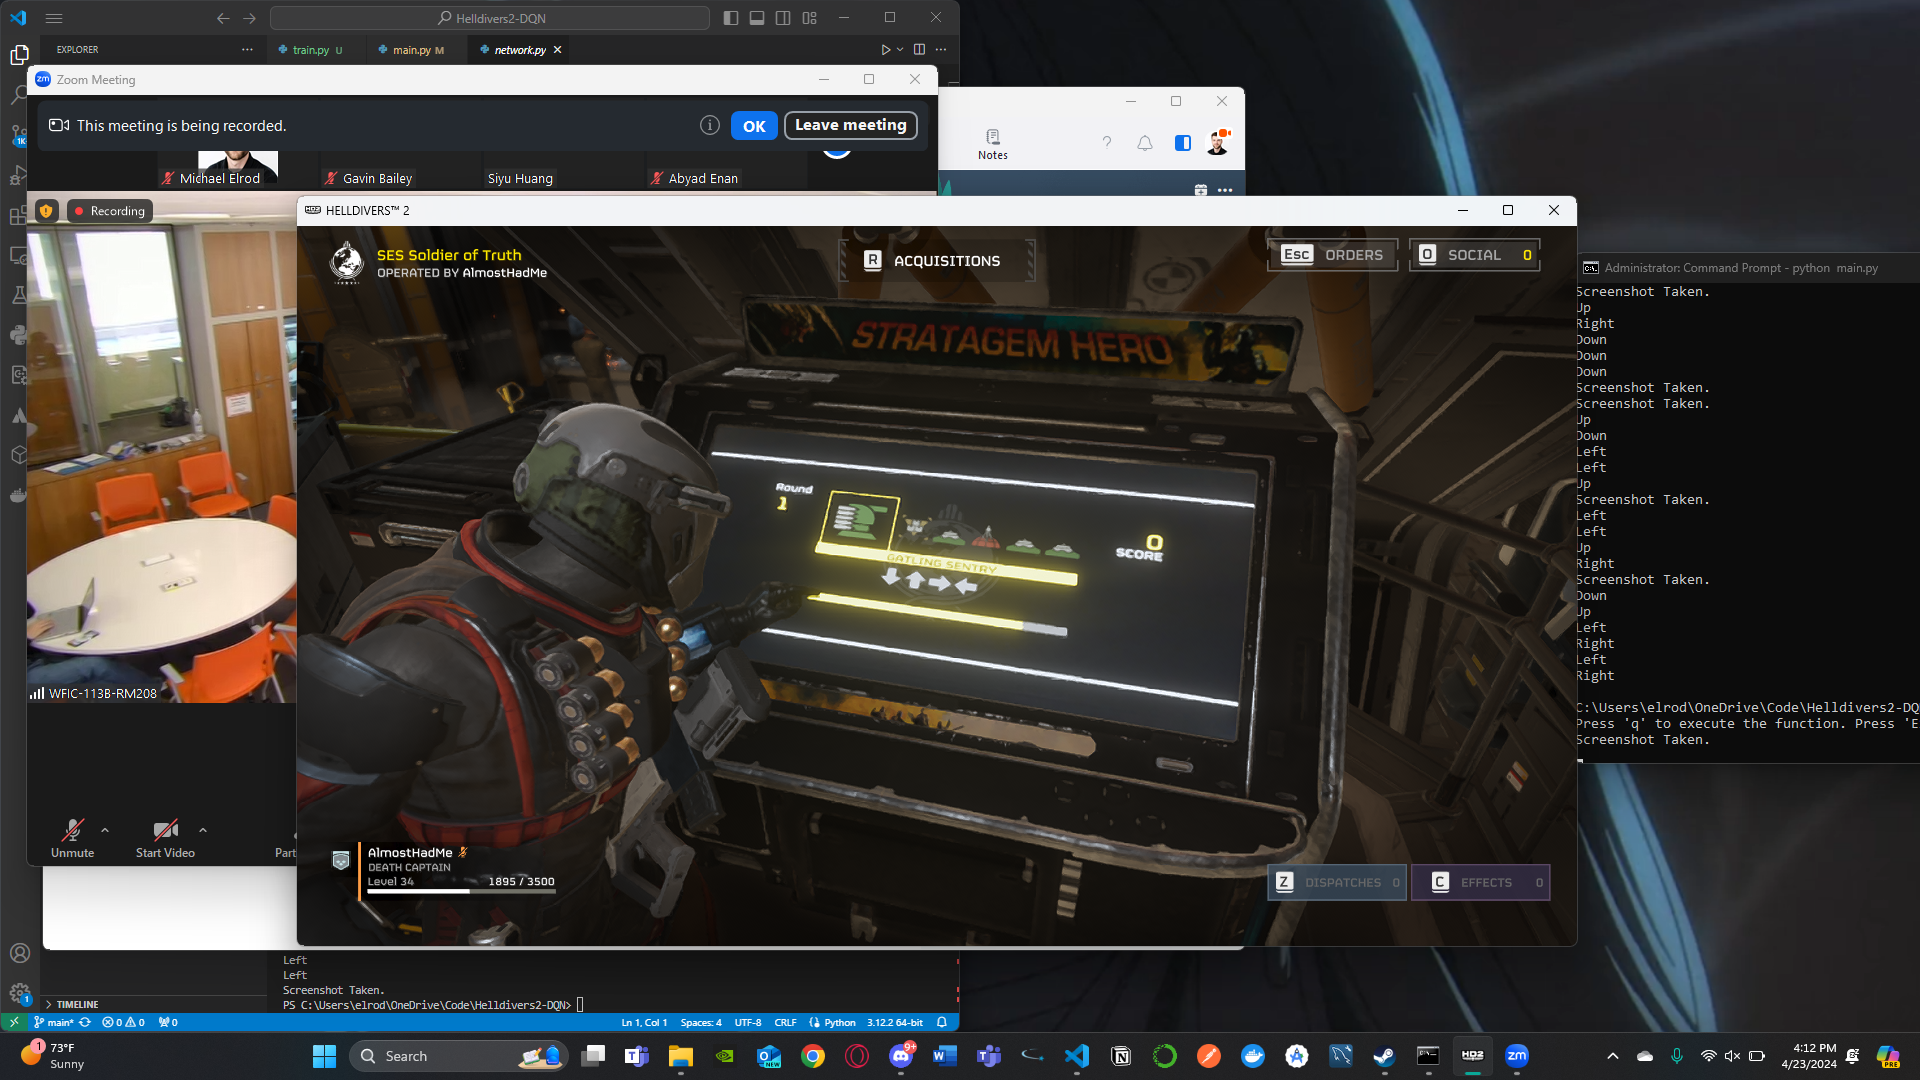 Helldivers2-DQN
EXPLORER
train.py U
main.py M
network.py
zm Zoom Meeting
This meeting is being recorded.
OK
Leave meeting
Notes
Michael Elrod
Gavin Bailey
Siyu Huang
Abyad Enan
Recording
HELLDIVERS™ 2
SES Soldier of Truth
OPERATED BY AlmostHadMe
R ACQUISITIONS
Esc ORDERS
O SOCIAL 0
STRATAGEM HERO
Round
1
GATLING SENTRY
0
SCORE
AlmostHadMe
DEATH CAPTAIN
Level 34
1895 / 3500
Z DISPATCHES 0
C EFFECTS 0
WFIC-113B-RM208
Unmute
Start Video
Part
Administrator: Command Prompt - python main.py
Screenshot Taken.
Up
Right
Down
Down
Down
Screenshot Taken.
Screenshot Taken.
Up
Down
Left
Left
Up
Screenshot Taken.
Left
Left
Up
Right
Screenshot Taken.
Down
Up
Left
Right
Left
Right
C:\Users\elrod\OneDrive\Code\Helldivers2-DQ
Press 'q' to execute the function. Press 'E
Screenshot Taken.
Left
Left
Screenshot Taken.
PS C:\Users\elrod\OneDrive\Code\Helldivers2-DQN>
TIMELINE
main*
0 0
0
Ln 1, Col 1
Spaces: 4
UTF-8
CRLF
Python
3.12.2 64-bit
1
73°F
Sunny
Search
NEW
9+
HD2
zm
4:12 PM
4/23/2024
PRE